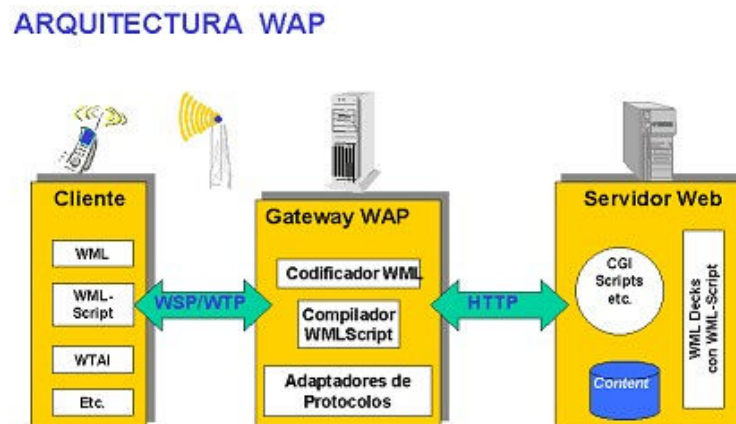 ARQUITECTURA WAP
Cliente
WML
WML-
Script
WTAI
Etc.
WSP/WTP
Gateway WAP
Codificador WML
Compilador
WMLScript
Adaptadores de
Protocolos
HTTP
Servidor Web
CGI
Scripts
etc.
Content
WML Decks
con WML-Script